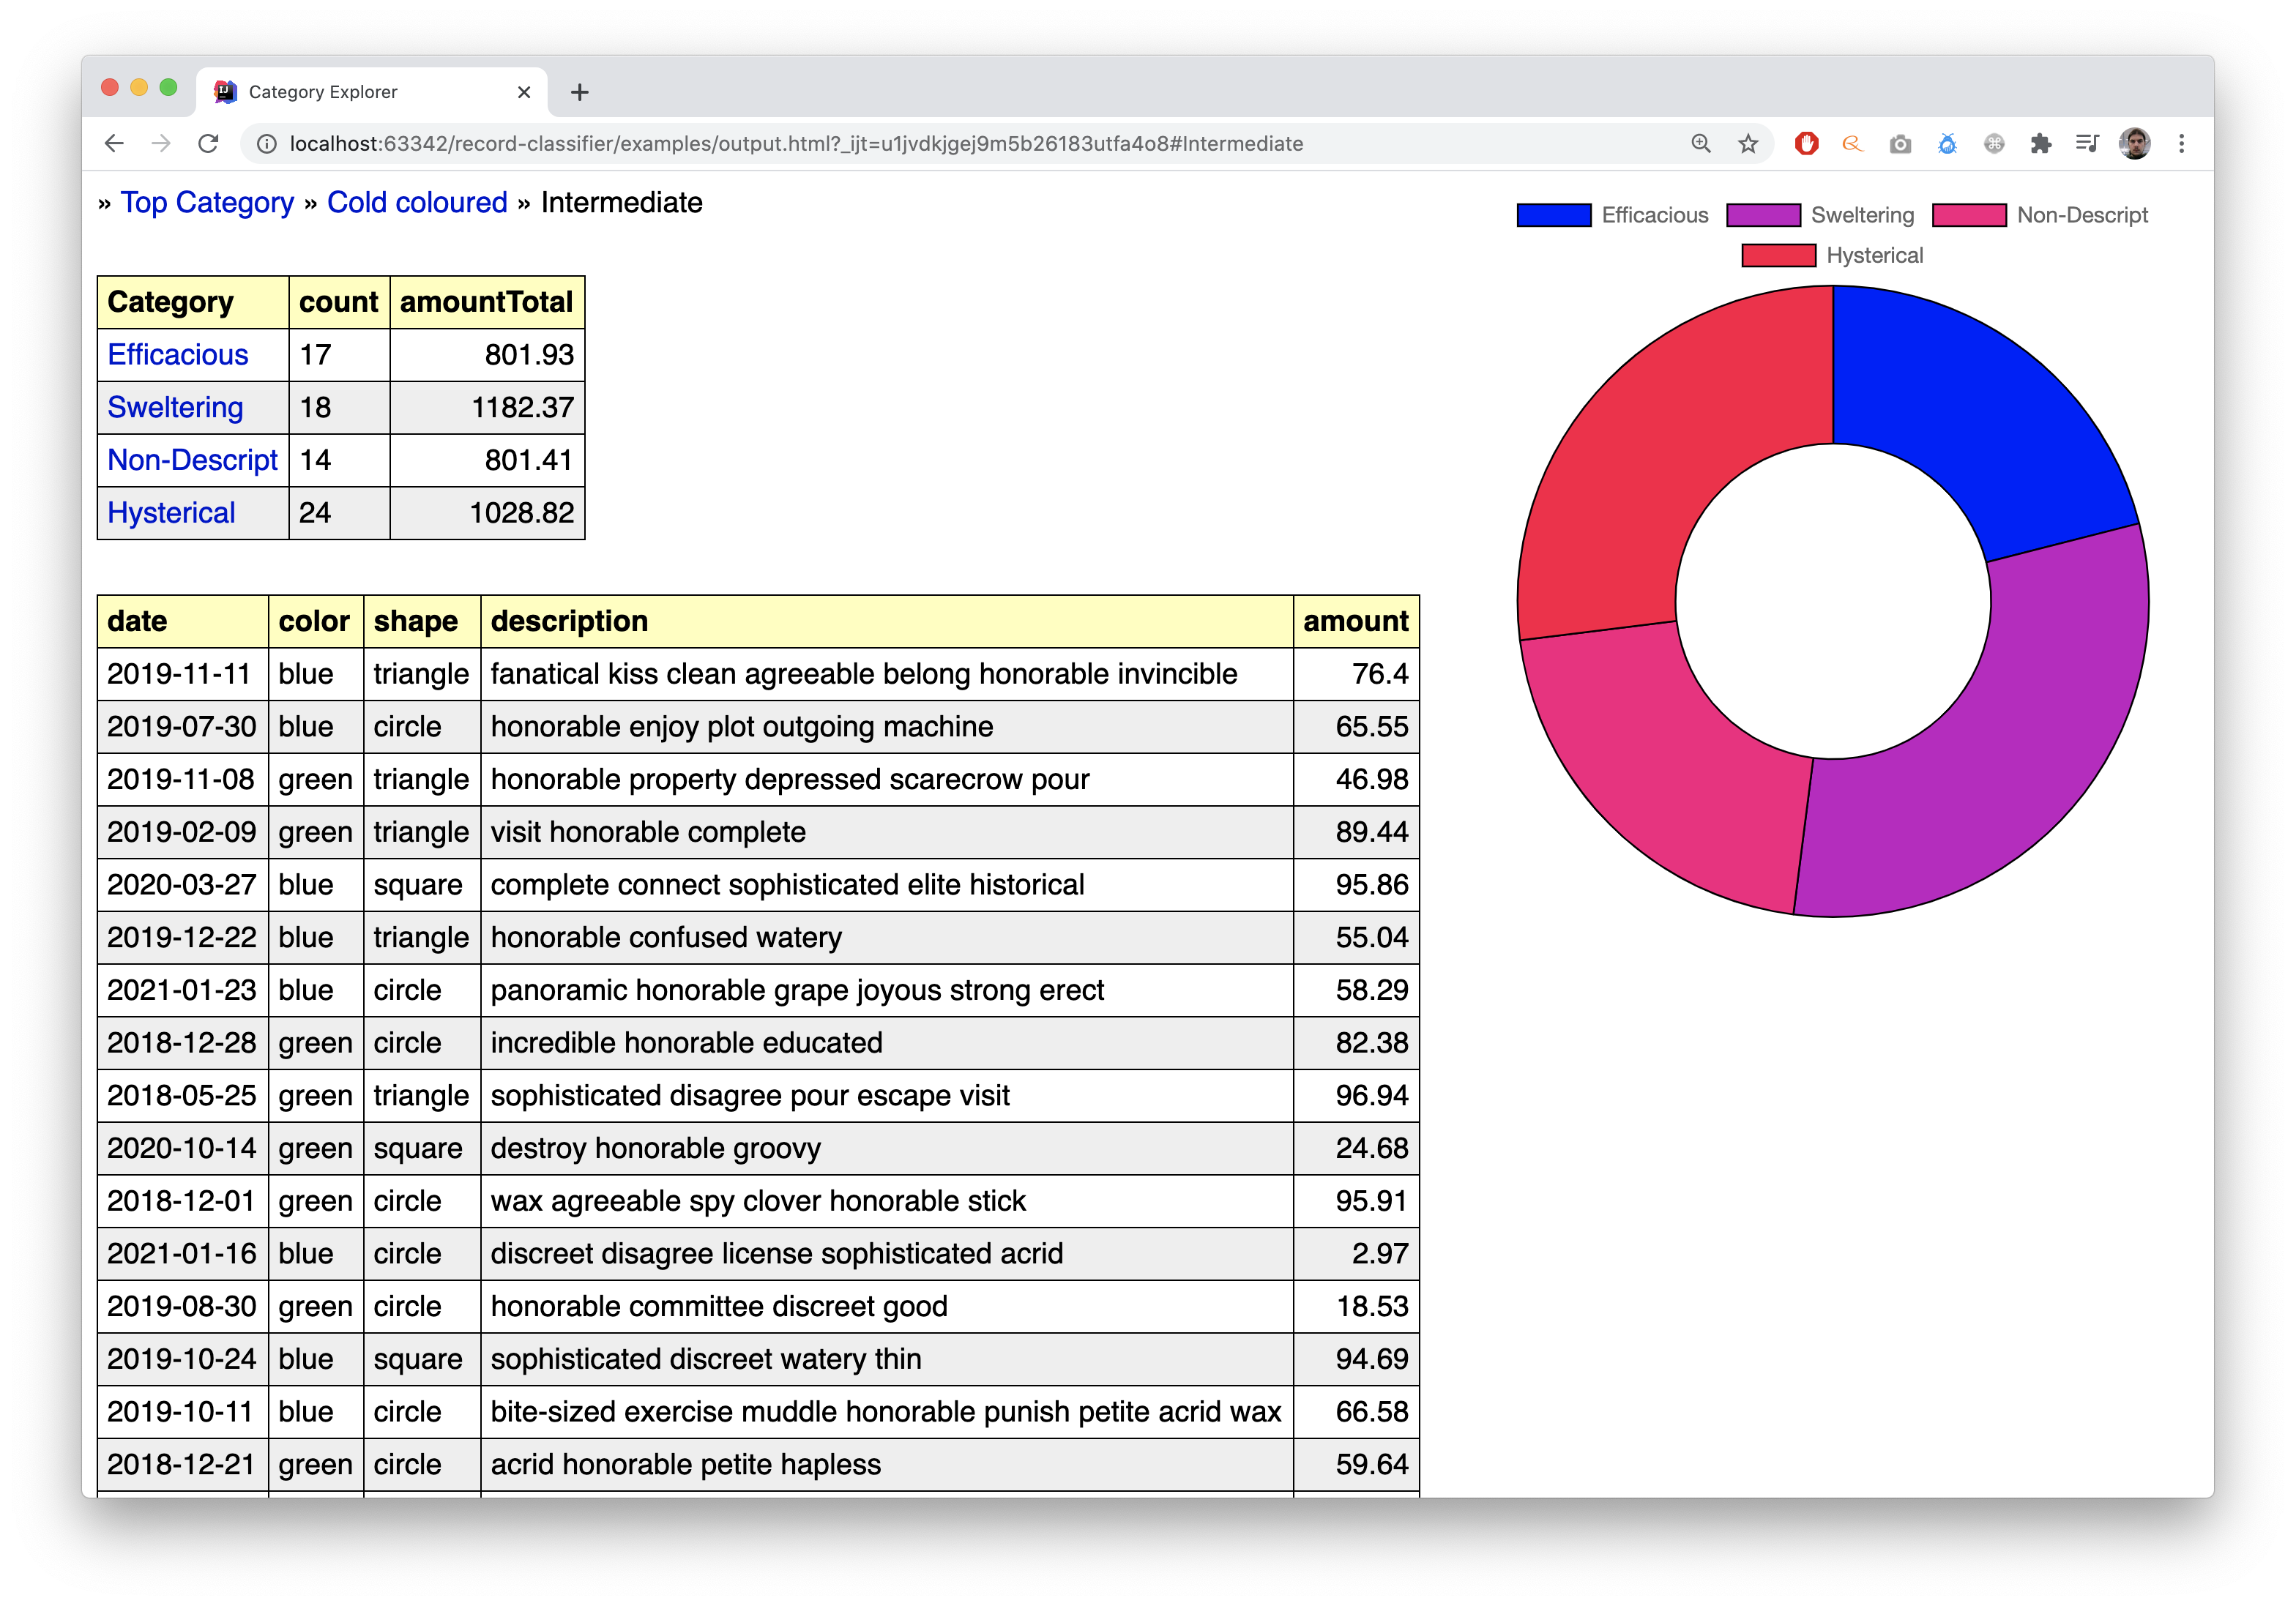 Category Explorer
localhost:63342/record-classifier/examples/output.html?_ijt=u1jvdkjgej9m5b26183utfa4o8#Intermediate
» Top Category » Cold coloured » Intermediate
Efficacious Sweltering Non-Descript
Hysterical
Category count amountTotal
Efficacious 17 801.93
Sweltering 18 1182.37
Non-Descript 14 801.41
Hysterical 24 1028.82
date color shape description amount
2019-11-11 blue triangle fanatical kiss clean agreeable belong honorable invincible 76.4
2019-07-30 blue circle honorable enjoy plot outgoing machine 65.55
2019-11-08 green triangle honorable property depressed scarecrow pour 46.98
2019-02-09 green triangle visit honorable complete 89.44
2020-03-27 blue square complete connect sophisticated elite historical 95.86
2019-12-22 blue triangle honorable confused watery 55.04
2021-01-23 blue circle panoramic honorable grape joyous strong erect 58.29
2018-12-28 green circle incredible honorable educated 82.38
2018-05-25 green triangle sophisticated disagree pour escape visit 96.94
2020-10-14 green square destroy honorable groovy 24.68
2018-12-01 green circle wax agreeable spy clover honorable stick 95.91
2021-01-16 blue circle discreet disagree license sophisticated acrid 2.97
2019-08-30 green circle honorable committee discreet good 18.53
2019-10-24 blue square sophisticated discreet watery thin 94.69
2019-10-11 blue circle bite-sized exercise muddle honorable punish petite acrid wax 66.58
2018-12-21 green circle acrid honorable petite hapless 59.64